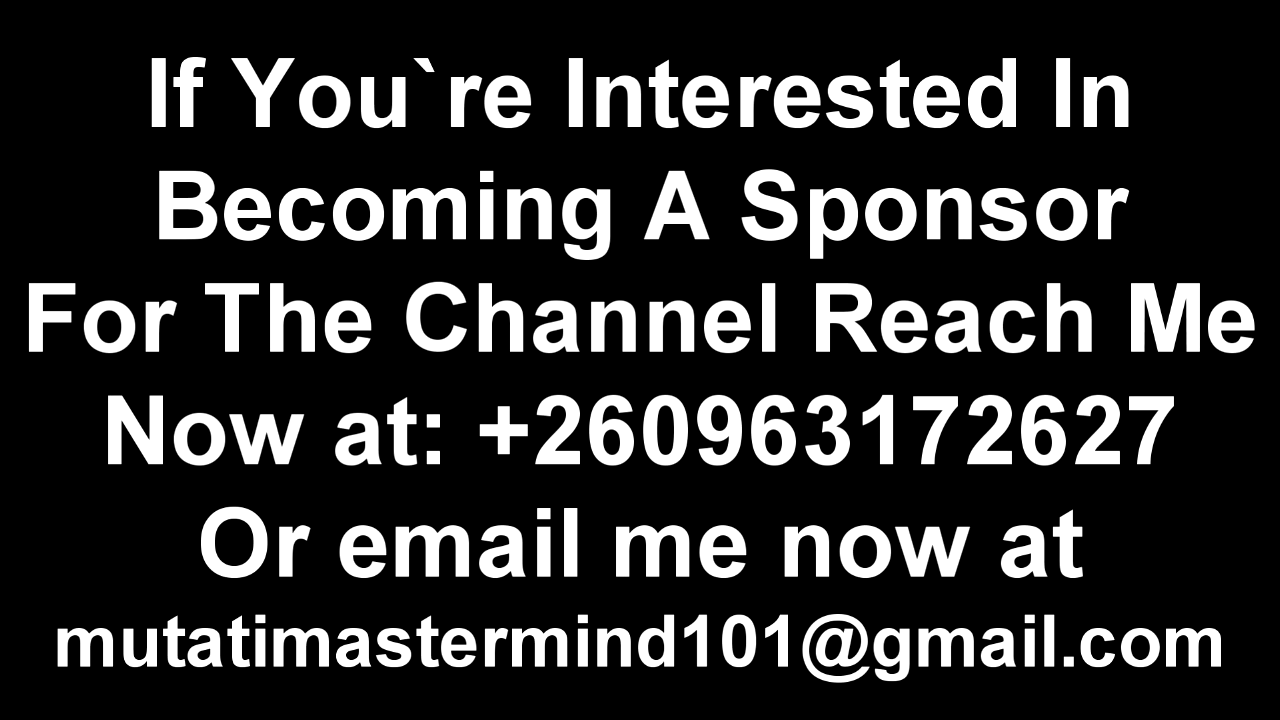 If You`re Interested In
Becoming A Sponsor
For The Channel Reach Me
Now at: +260963172627
Or email me now at
mutatimastermind101@gmail.com